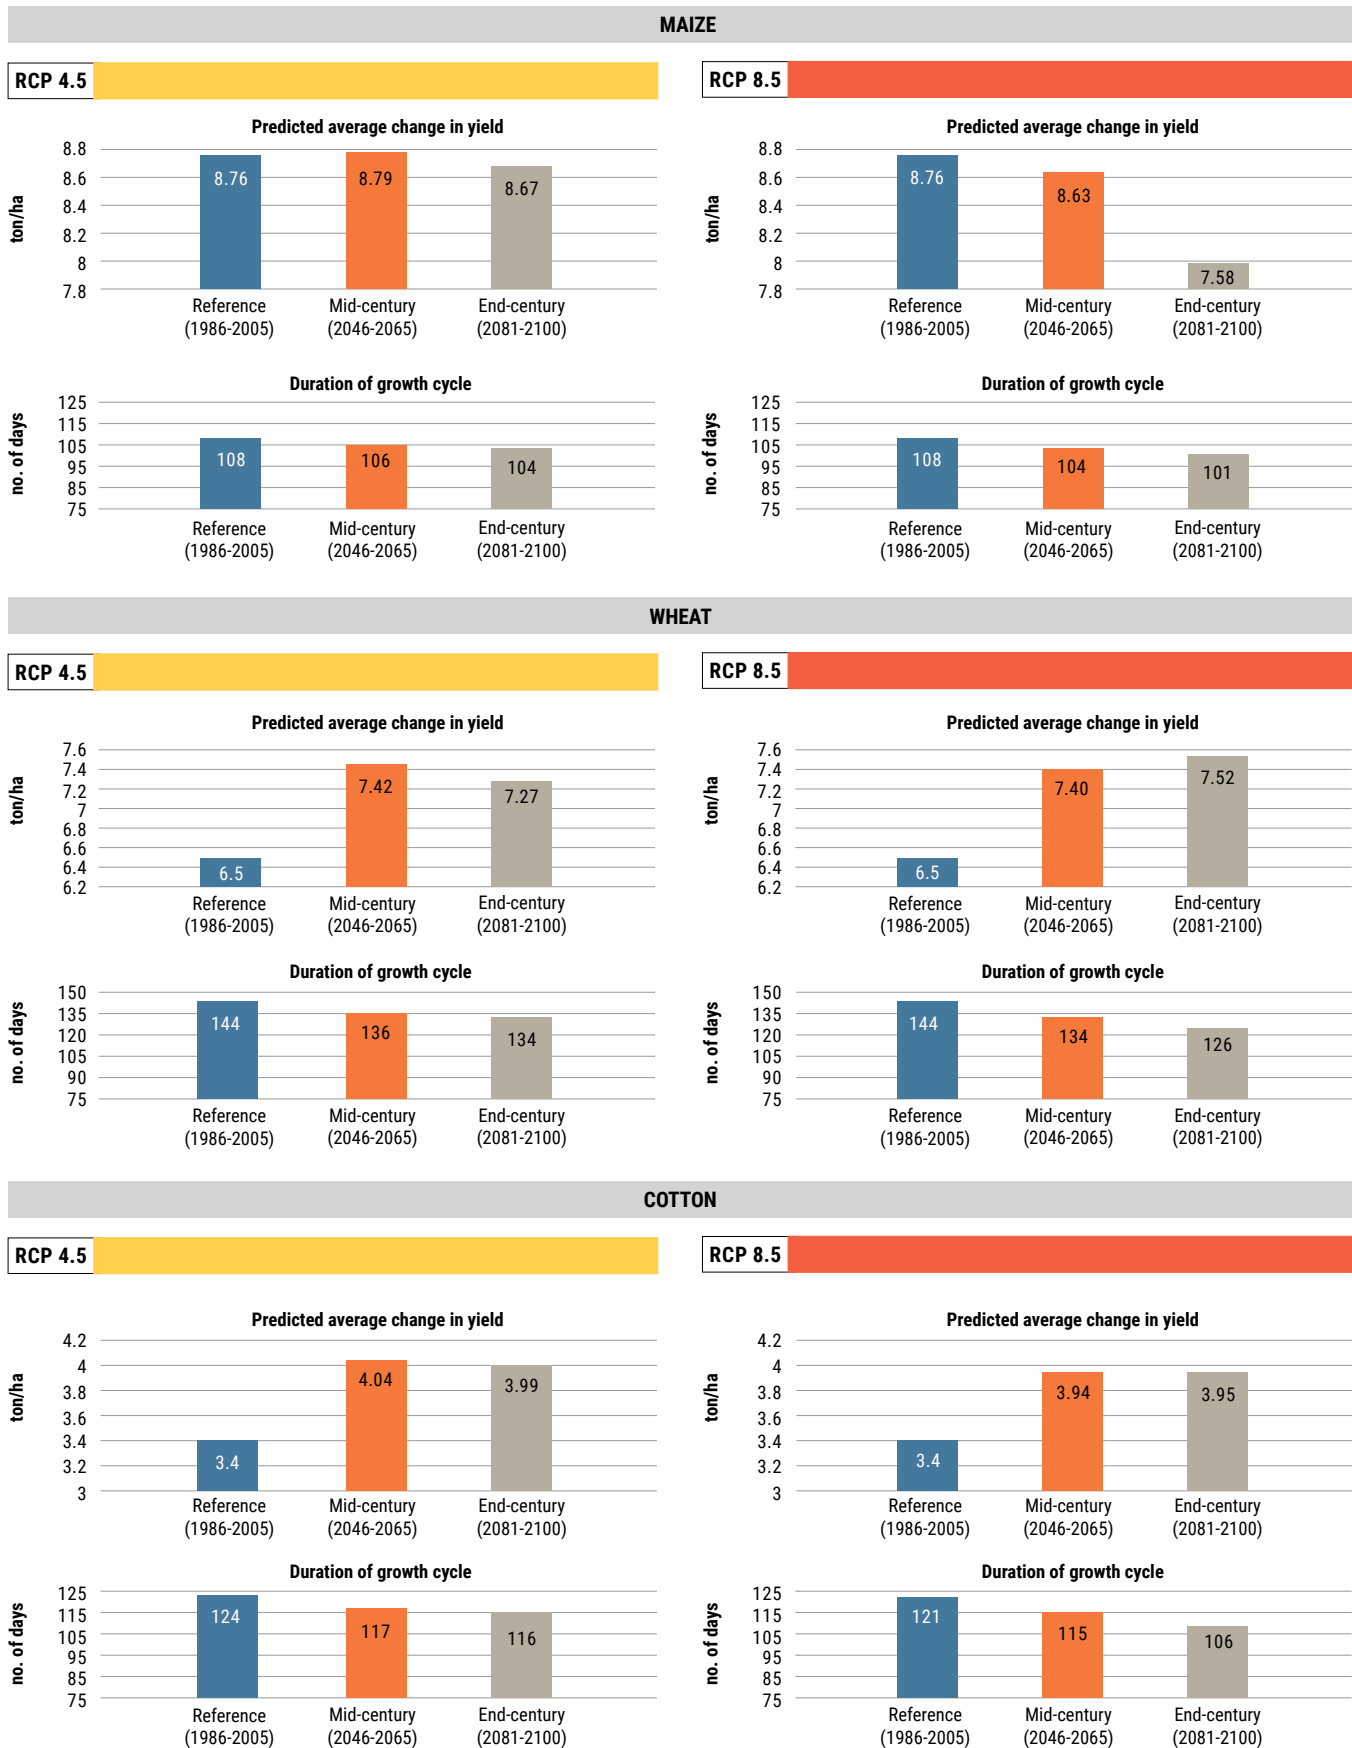 MAIZE
RCP 4.5
Predicted average change in yield
ton/ha
8.8
8.6
8.4
8.2
8
7.8
8.76
8.79
8.67
Reference
(1986-2005)
Mid-century
(2046-2065)
End-century
(2081-2100)
Duration of growth cycle
no. of days
125
115
105
95
85
75
108
106
104
Reference
(1986-2005)
Mid-century
(2046-2065)
End-century
(2081-2100)
RCP 8.5
Predicted average change in yield
ton/ha
8.8
8.6
8.4
8.2
8
7.8
8.76
8.63
7.58
Reference
(1986-2005)
Mid-century
(2046-2065)
End-century
(2081-2100)
Duration of growth cycle
no. of days
125
115
105
95
85
75
108
104
101
Reference
(1986-2005)
Mid-century
(2046-2065)
End-century
(2081-2100)
WHEAT
RCP 4.5
Predicted average change in yield
ton/ha
7.6
7.4
7.2
7
6.8
6.6
6.4
6.2
6.5
7.42
7.27
Reference
(1986-2005)
Mid-century
(2046-2065)
End-century
(2081-2100)
Duration of growth cycle
no. of days
150
135
120
105
90
75
144
136
134
Reference
(1986-2005)
Mid-century
(2046-2065)
End-century
(2081-2100)
RCP 8.5
Predicted average change in yield
ton/ha
7.6
7.4
7.2
7
6.8
6.6
6.4
6.2
6.5
7.40
7.52
Reference
(1986-2005)
Mid-century
(2046-2065)
End-century
(2081-2100)
Duration of growth cycle
no. of days
150
135
120
105
90
75
144
134
126
Reference
(1986-2005)
Mid-century
(2046-2065)
End-century
(2081-2100)
COTTON
RCP 4.5
Predicted average change in yield
ton/ha
4.2
4
3.8
3.6
3.4
3.2
3
3.4
4.04
3.99
Reference
(1986-2005)
Mid-century
(2046-2065)
End-century
(2081-2100)
Duration of growth cycle
no. of days
125
115
105
95
85
75
124
117
116
Reference
(1986-2005)
Mid-century
(2046-2065)
End-century
(2081-2100)
RCP 8.5
Predicted average change in yield
ton/ha
4.2
4
3.8
3.6
3.4
3.2
3
3.4
3.94
3.95
Reference
(1986-2005)
Mid-century
(2046-2065)
End-century
(2081-2100)
Duration of growth cycle
no. of days
125
115
105
95
85
75
121
115
106
Reference
(1986-2005)
Mid-century
(2046-2065)
End-century
(2081-2100)